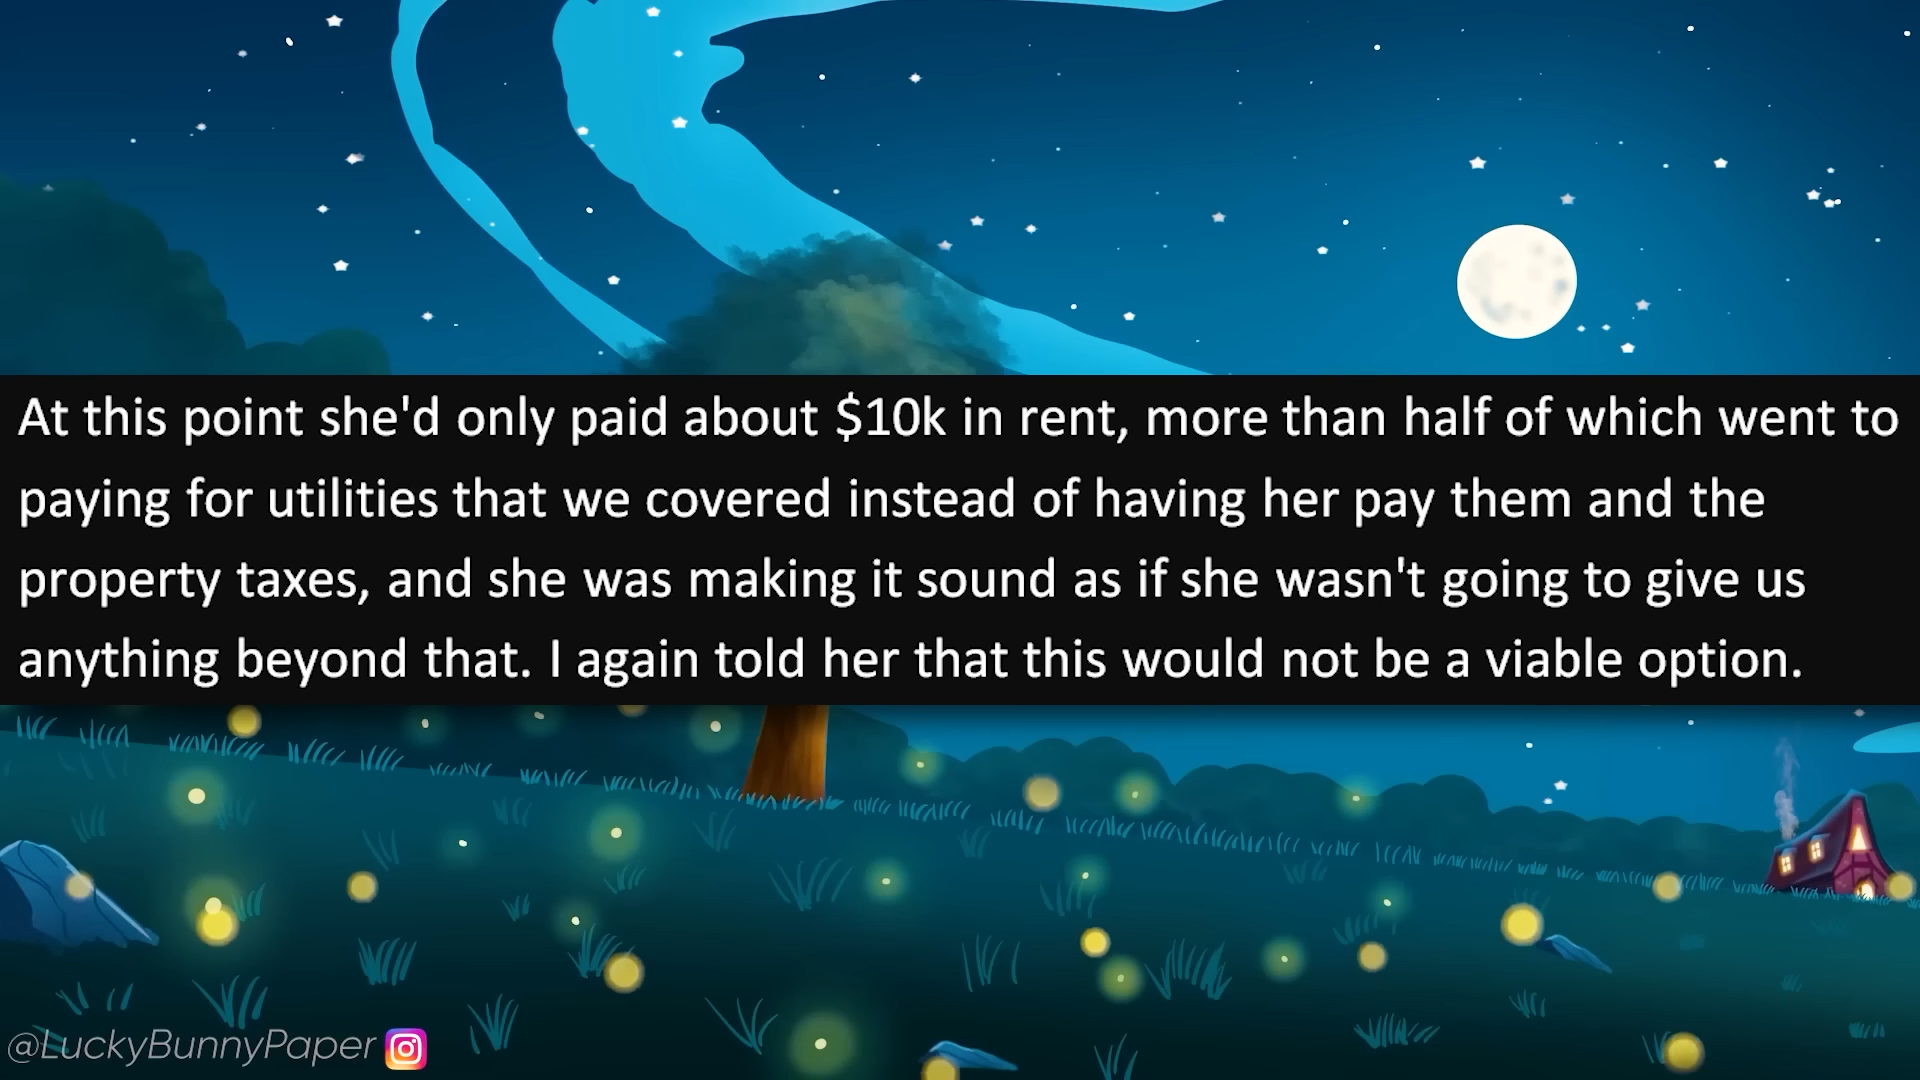 At this point she'd only paid about $10k in rent, more than half of which went to
paying for utilities that we covered instead of having her pay them and the
property taxes, and she was making it sound as if she wasn't going to give us
anything beyond that. I again told her that this would not be a viable option.
@LuckyBunnyPaper